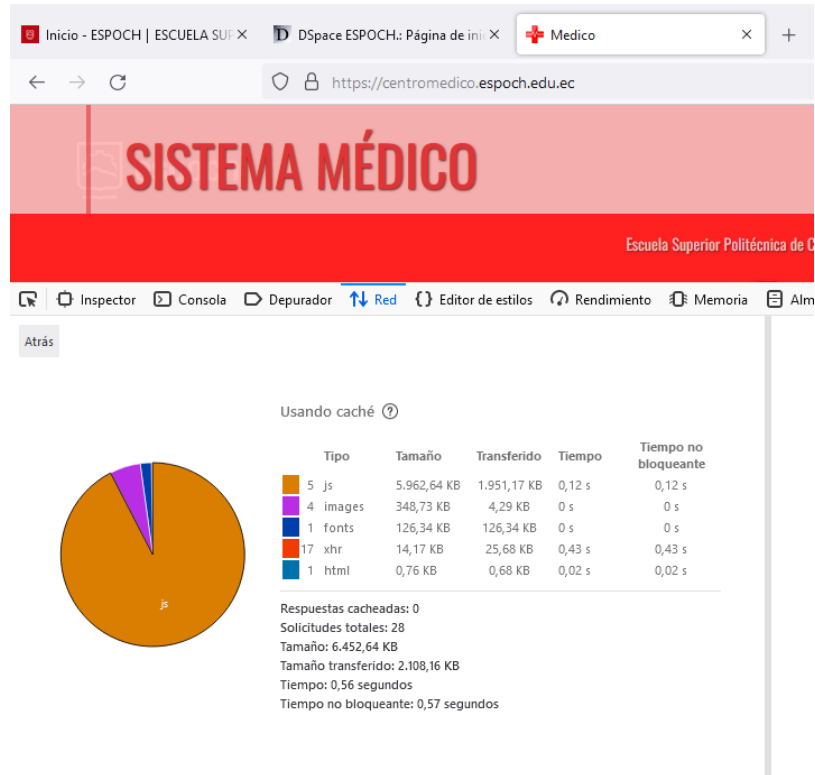 Inicio - ESPOCH | ESCUELA SUP
DSpace ESPOCH.: Página de inic
Medico
https://centromedico.espoch.edu.ec
SISTEMA MÉDICO
Escuela Superior Politécnica de C
Inspector Consola Depurador Red Editor de estilos Rendimiento Memoria Alm
Atrás
Usando caché
Tipo Tamaño Transferido Tiempo Tiempo no bloqueante
5 js 5.962,64 KB 1.951,17 KB 0,12 s 0,12 s
4 images 348,73 KB 4,29 KB 0 s 0 s
1 fonts 126,34 KB 126,34 KB 0 s 0 s
17 xhr 14,17 KB 25,68 KB 0,43 s 0,43 s
1 html 0,76 KB 0,68 KB 0,02 s 0,02 s
js
Respuestas cacheadas: 0
Solicitudes totales: 28
Tamaño: 6.452,64 KB
Tamaño transferido: 2.108,16 KB
Tiempo: 0,56 segundos
Tiempo no bloqueante: 0,57 segundos